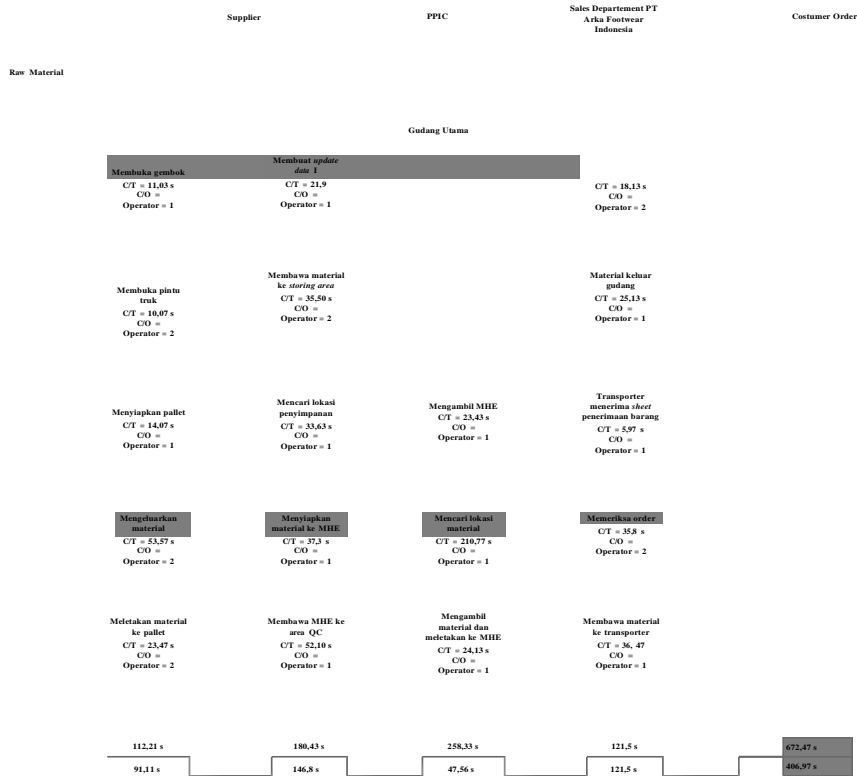 Supplier
PPIC
Sales Departement PT
Arka Footwear
Indonesia
Costumer Order
Raw Material
Gudang Utama
Membuka gembok
C/T = 11,03 s
C/O =
Operator = 1
Membuat update
data I
C/T = 21,9
C/O =
Operator = 1
C/T = 18,13 s
C/O =
Operator = 2
Membuka pintu
truk
C/T = 10,07 s
C/O =
Operator = 2
Membawa material
ke storing area
C/T = 35,50 s
C/O =
Operator = 2
Material keluar
gudang
C/T = 25,13 s
C/O =
Operator = 1
Menyiapkan pallet
C/T = 14,07 s
C/O =
Operator = 1
Mencari lokasi
penyimpanan
C/T = 33,63 s
C/O =
Operator = 1
Mengambil MHE
C/T = 23,43 s
C/O =
Operator = 1
Transporter
menerima sheet
penerimaan barang
C/T = 5,97 s
C/O =
Operator = 1
Mengeluarkan
material
C/T = 53,57 s
C/O =
Operator = 2
Menyiapkan
material ke MHE
C/T = 37,3 s
C/O =
Operator = 1
Mencari lokasi
material
C/T = 210,77 s
C/O =
Operator = 1
Memeriksa order
C/T = 35,8 s
C/O =
Operator = 2
Meletakan material
ke pallet
C/T = 23,47 s
C/O =
Operator = 2
Membawa MHE ke
area QC
C/T = 52,10 s
C/O =
Operator = 1
Mengambil
material dan
meletakan ke MHE
C/T = 24,13 s
C/O =
Operator = 1
Membawa material
ke transporter
C/T = 36, 47
C/O =
Operator = 1
112,21 s
180,43 s
258,33 s
121,5 s
672,47 s
91,11 s
146,8 s
47,56 s
121,5 s
406,97 s